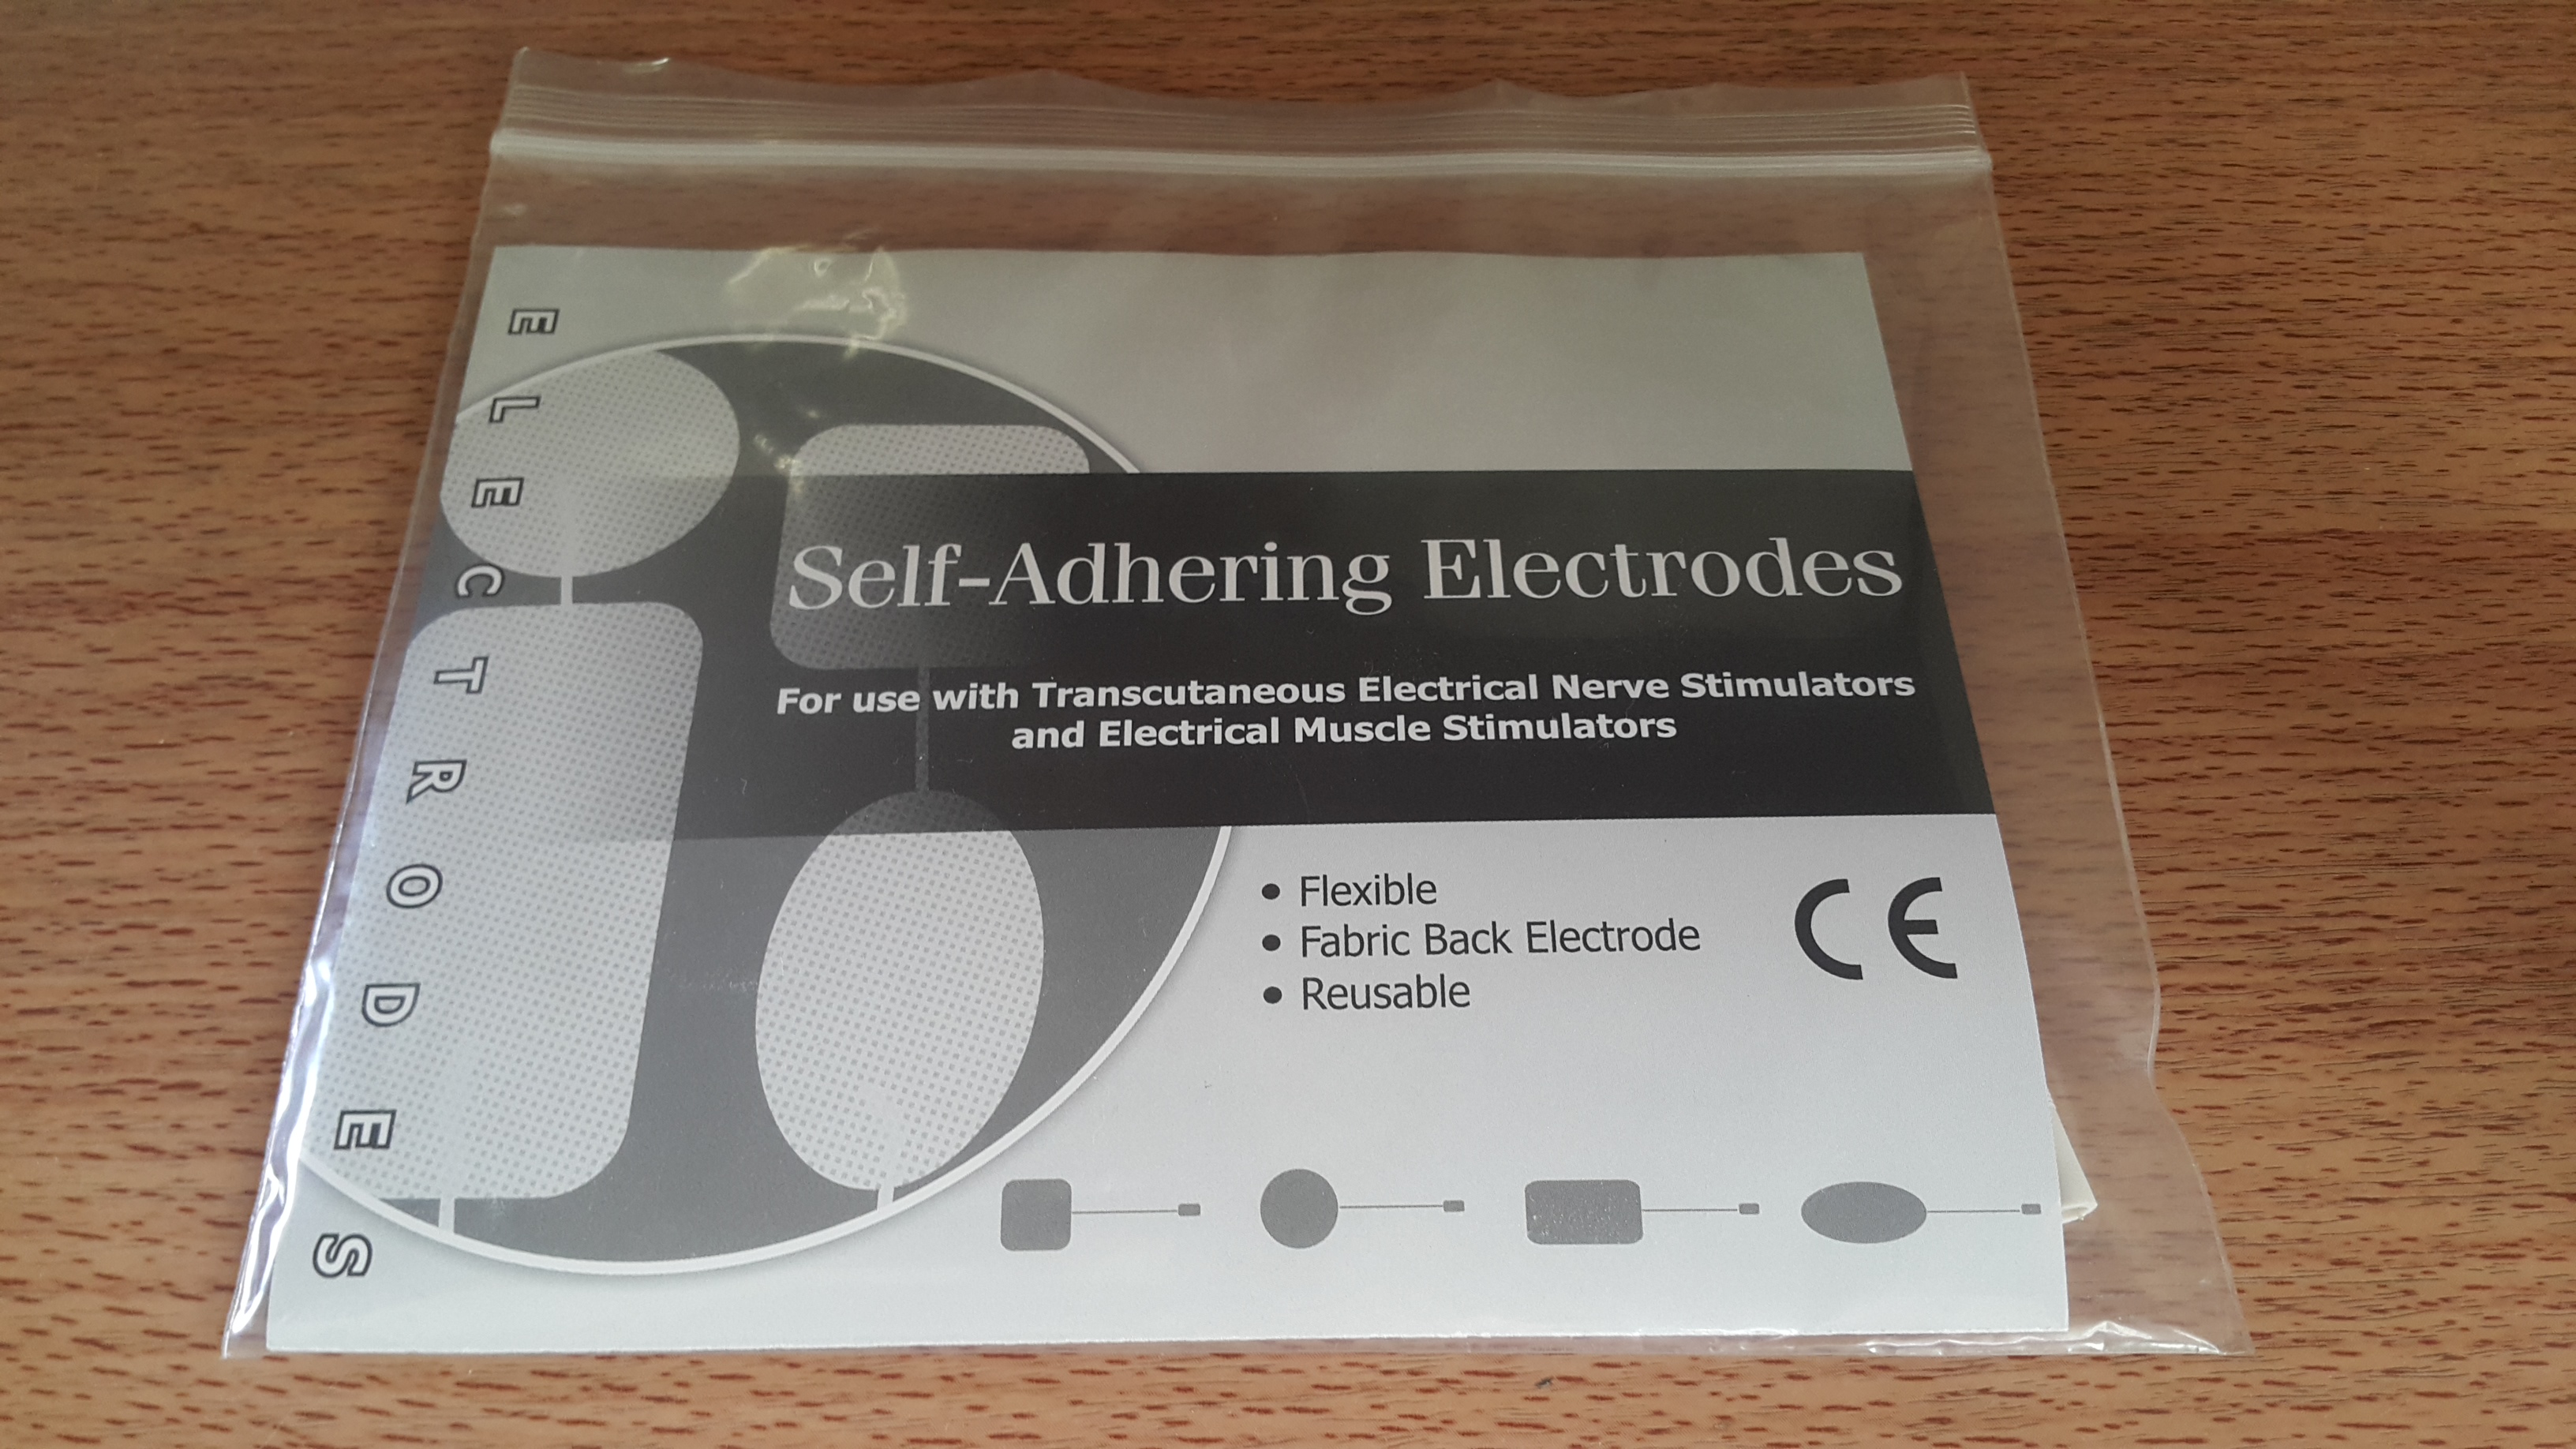 ELECTRODES
Self-Adhering Electrodes
For use with Transcutaneous Electrical Nerve Stimulators
and Electrical Muscle Stimulators
• Flexible
• Fabric Back Electrode
• Reusable
CE